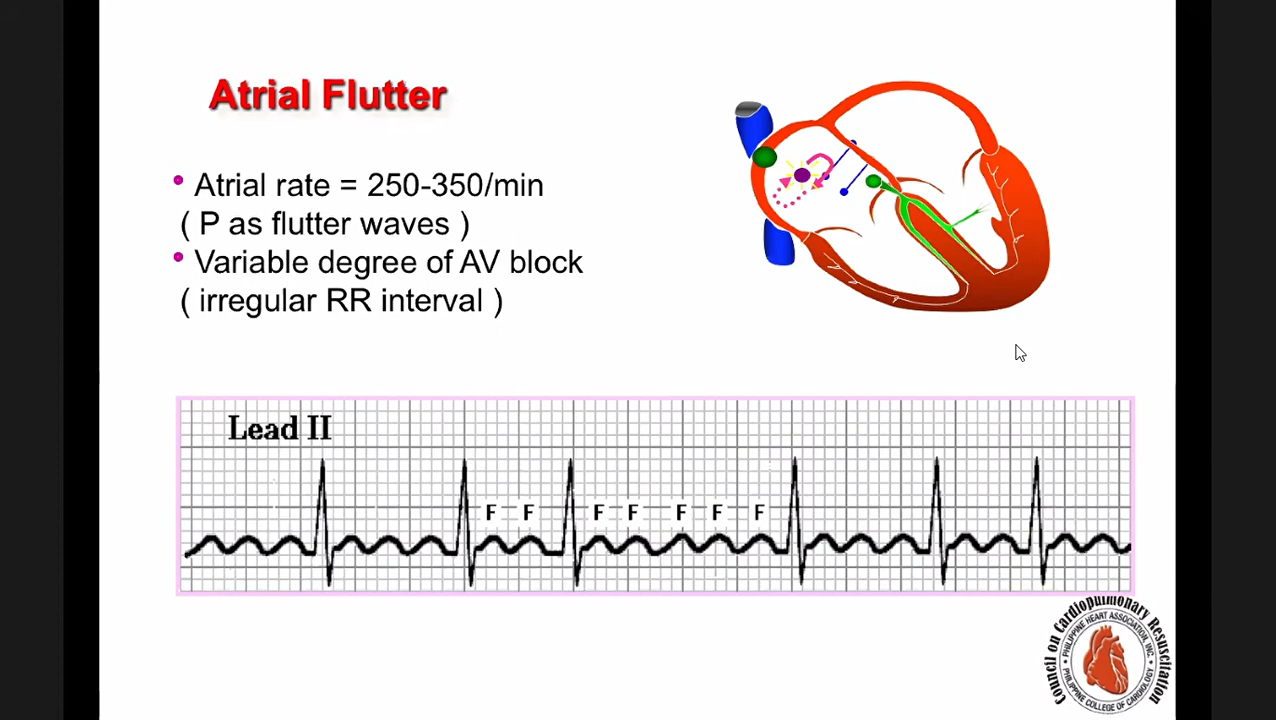 Atrial Flutter
• Atrial rate = 250-350/min
( P as flutter waves )
• Variable degree of AV block
( irregular RR interval )
Lead II
F F F F F F F
Council on Cardiopulmonary Resuscitation
PHILIPPINE HEART ASSOCIATION, INC.
PHILIPPINE COLLEGE OF CARDIOLOGY